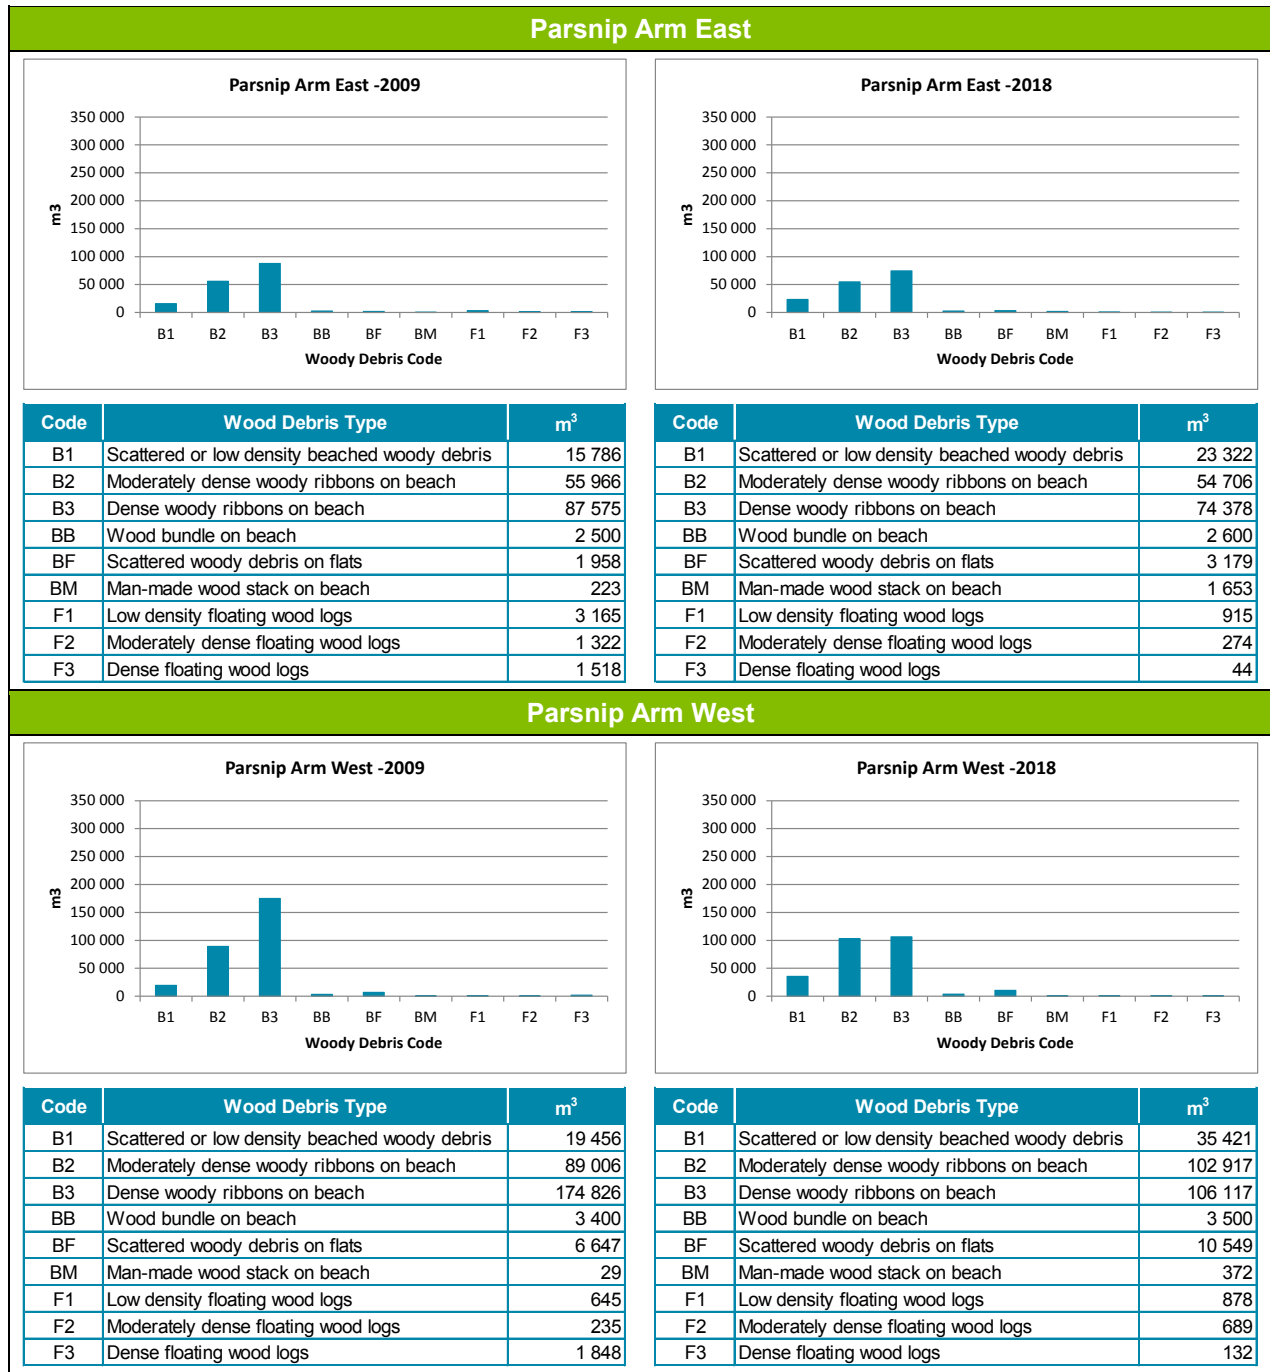 Parsnip Arm East
Parsnip Arm East -2009
350 000
300 000
250 000
200 000
150 000
100 000
50 000
0
m3
B1 B2 B3 BB BF BM F1 F2 F3
Woody Debris Code
Parsnip Arm East -2018
350 000
300 000
250 000
200 000
150 000
100 000
50 000
0
m3
B1 B2 B3 BB BF BM F1 F2 F3
Woody Debris Code
Code Wood Debris Type m³
B1 Scattered or low density beached woody debris 15 786
B2 Moderately dense woody ribbons on beach 55 966
B3 Dense woody ribbons on beach 87 575
BB Wood bundle on beach 2 500
BF Scattered woody debris on flats 1 958
BM Man-made wood stack on beach 223
F1 Low density floating wood logs 3 165
F2 Moderately dense floating wood logs 1 322
F3 Dense floating wood logs 1 518
Code Wood Debris Type m³
B1 Scattered or low density beached woody debris 23 322
B2 Moderately dense woody ribbons on beach 54 706
B3 Dense woody ribbons on beach 74 378
BB Wood bundle on beach 2 600
BF Scattered woody debris on flats 3 179
BM Man-made wood stack on beach 1 653
F1 Low density floating wood logs 915
F2 Moderately dense floating wood logs 274
F3 Dense floating wood logs 44
Parsnip Arm West
Parsnip Arm West -2009
350 000
300 000
250 000
200 000
150 000
100 000
50 000
0
m3
B1 B2 B3 BB BF BM F1 F2 F3
Woody Debris Code
Parsnip Arm West -2018
350 000
300 000
250 000
200 000
150 000
100 000
50 000
0
m3
B1 B2 B3 BB BF BM F1 F2 F3
Woody Debris Code
Code Wood Debris Type m³
B1 Scattered or low density beached woody debris 19 456
B2 Moderately dense woody ribbons on beach 89 006
B3 Dense woody ribbons on beach 174 826
BB Wood bundle on beach 3 400
BF Scattered woody debris on flats 6 647
BM Man-made wood stack on beach 29
F1 Low density floating wood logs 645
F2 Moderately dense floating wood logs 235
F3 Dense floating wood logs 1 848
Code Wood Debris Type m³
B1 Scattered or low density beached woody debris 35 421
B2 Moderately dense woody ribbons on beach 102 917
B3 Dense woody ribbons on beach 106 117
BB Wood bundle on beach 3 500
BF Scattered woody debris on flats 10 549
BM Man-made wood stack on beach 372
F1 Low density floating wood logs 878
F2 Moderately dense floating wood logs 689
F3 Dense floating wood logs 132